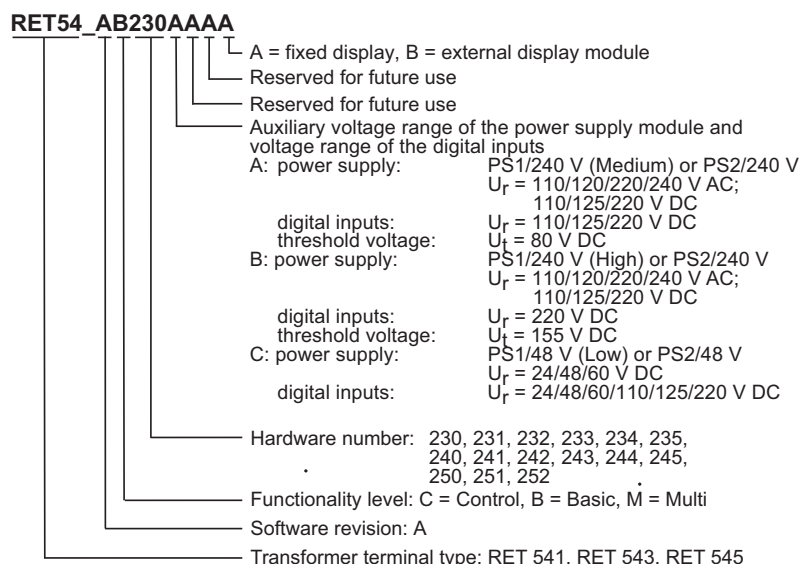 RET54_AB230AAAA
A = fixed display, B = external display module
Reserved for future use
Reserved for future use
Auxiliary voltage range of the power supply module and
voltage range of the digital inputs
A: power supply: PS1/240 V (Medium) or PS2/240 V
Ur = 110/120/220/240 V AC;
110/125/220 V DC
digital inputs: Ur = 110/125/220 V DC
threshold voltage: Ut = 80 V DC
B: power supply: PS1/240 V (High) or PS2/240 V
Ur = 110/120/220/240 V AC;
110/125/220 V DC
digital inputs: Ur = 220 V DC
threshold voltage: Ut = 155 V DC
C: power supply: PS1/48 V (Low) or PS2/48 V
Ur = 24/48/60 V DC
digital inputs: Ur = 24/48/60/110/125/220 V DC
Hardware number: 230, 231, 232, 233, 234, 235,
240, 241, 242, 243, 244, 245,
250, 251, 252
Functionality level: C = Control, B = Basic, M = Multi
Software revision: A
Transformer terminal type: RET 541, RET 543, RET 545